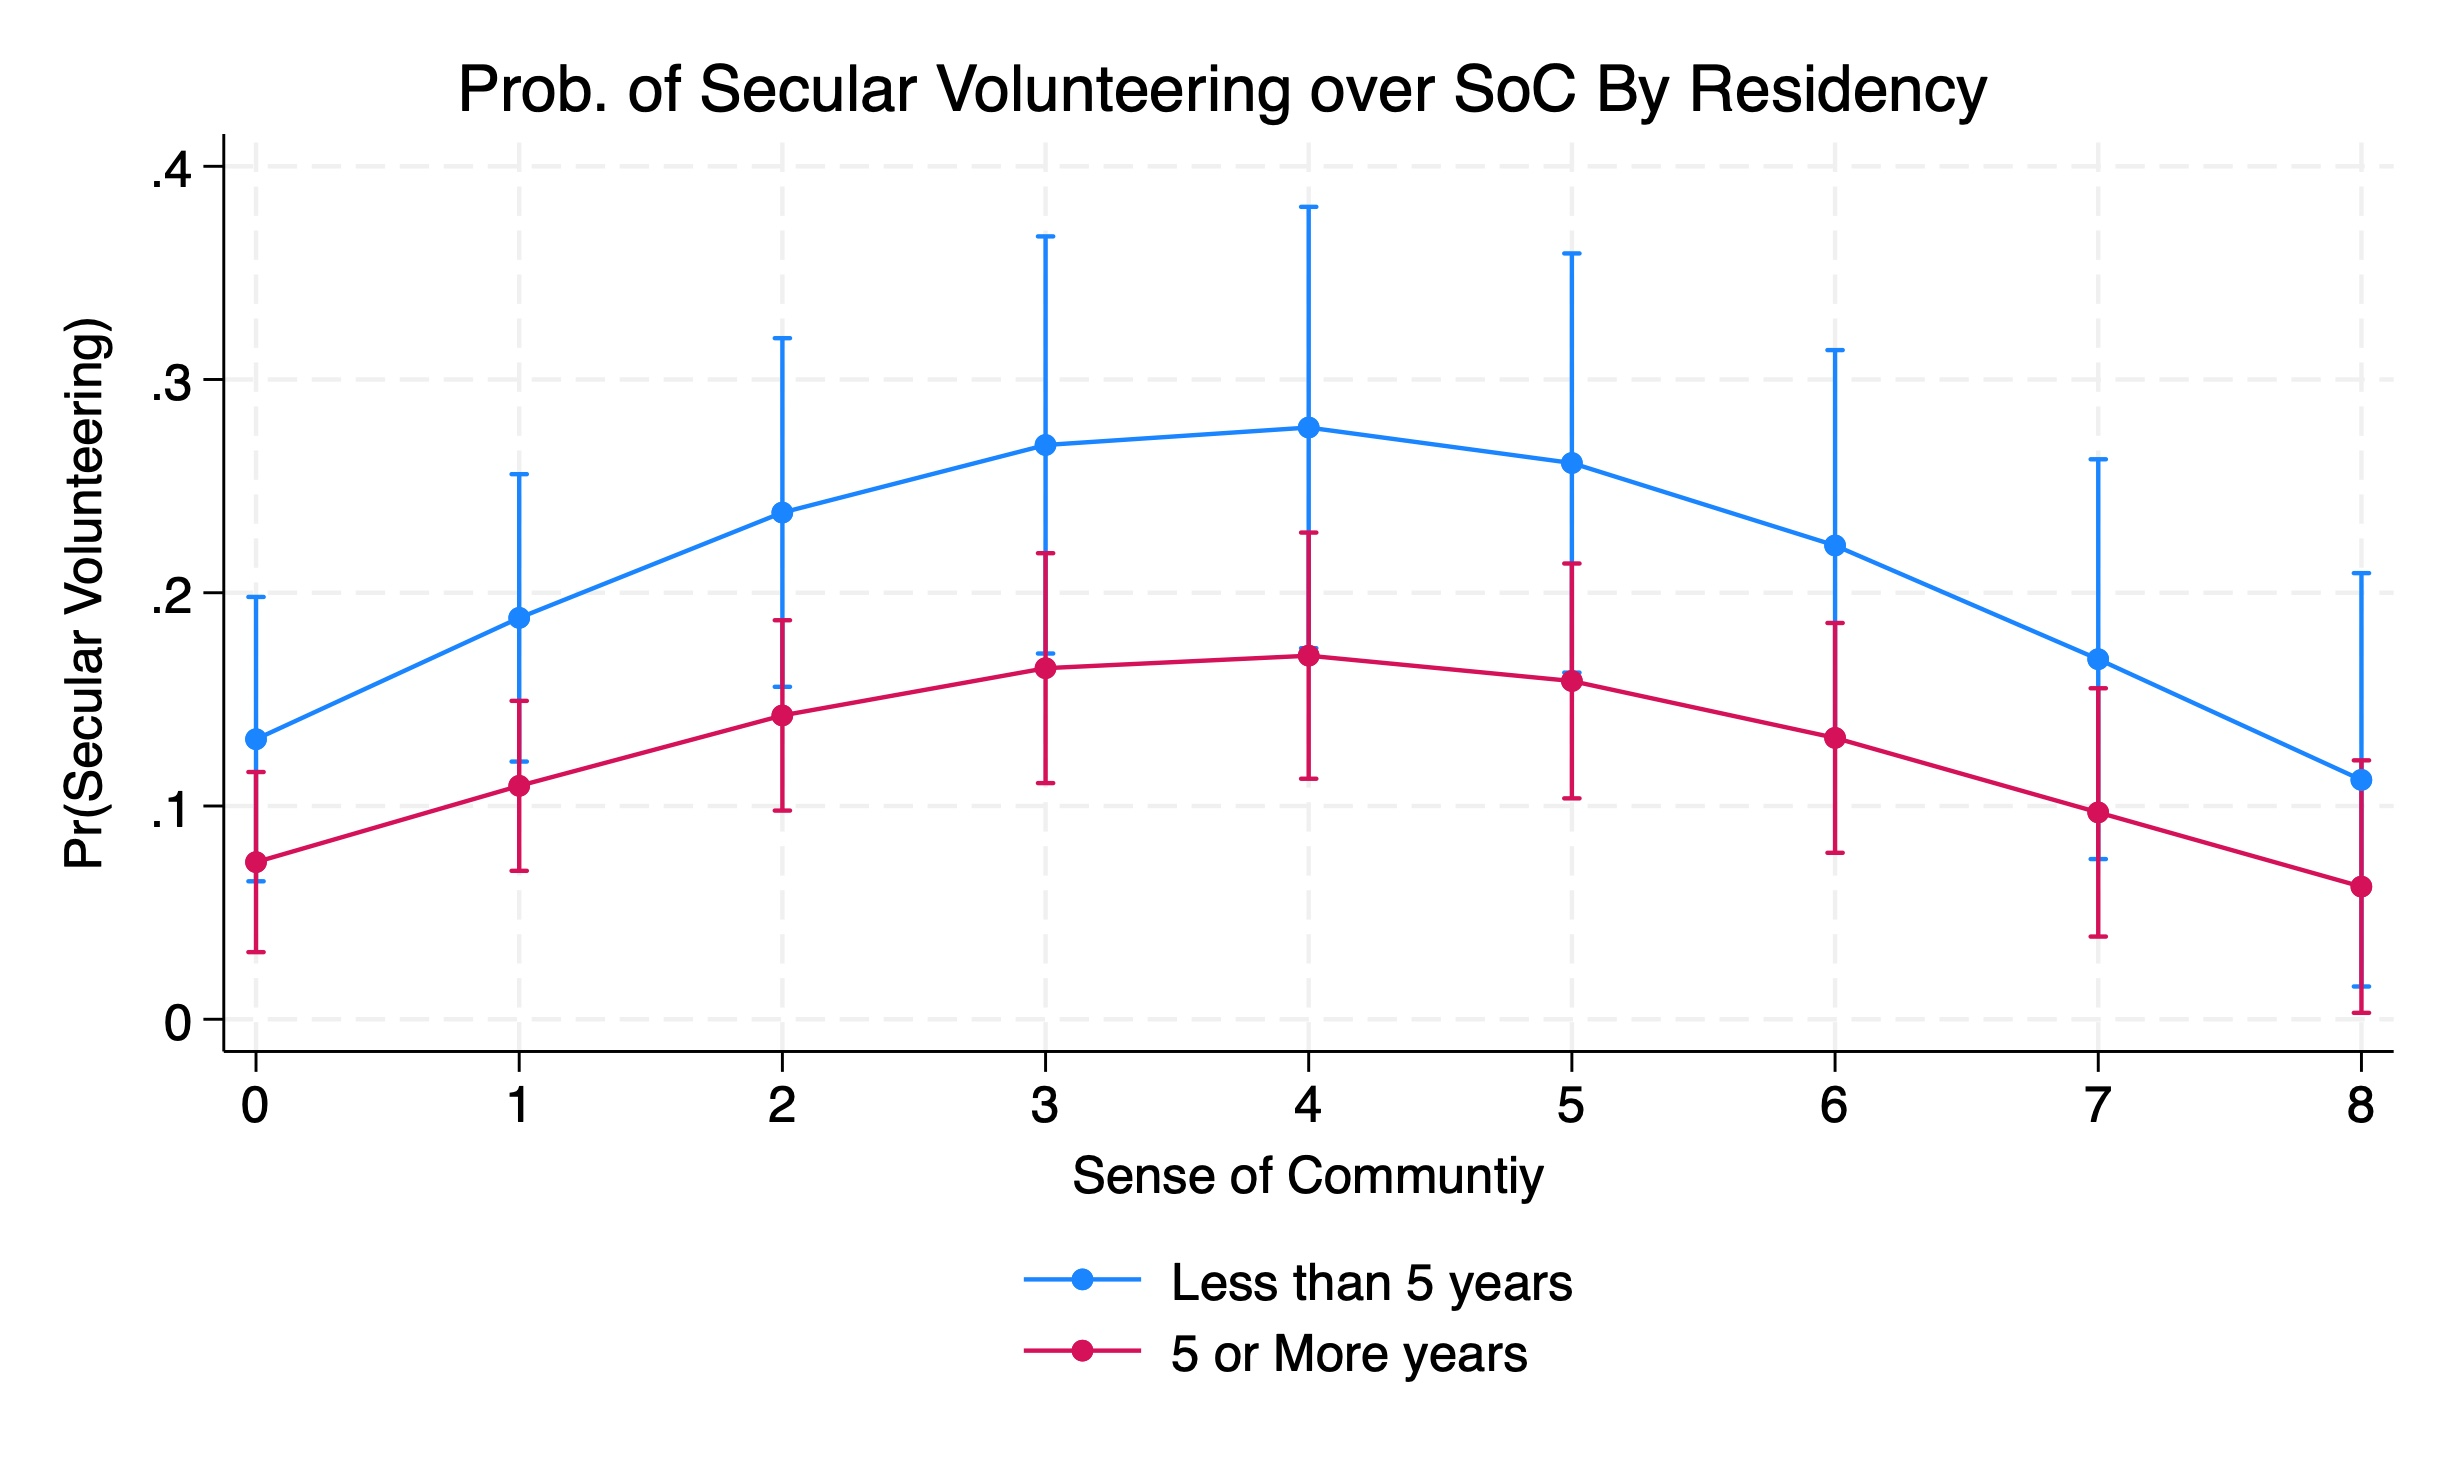 Prob. of Secular Volunteering over SoC By Residency
Pr(Secular Volunteering)
.4
.3
.2
.1
0
0 1 2 3 4 5 6 7 8
Sense of Communtiy
Less than 5 years
5 or More years